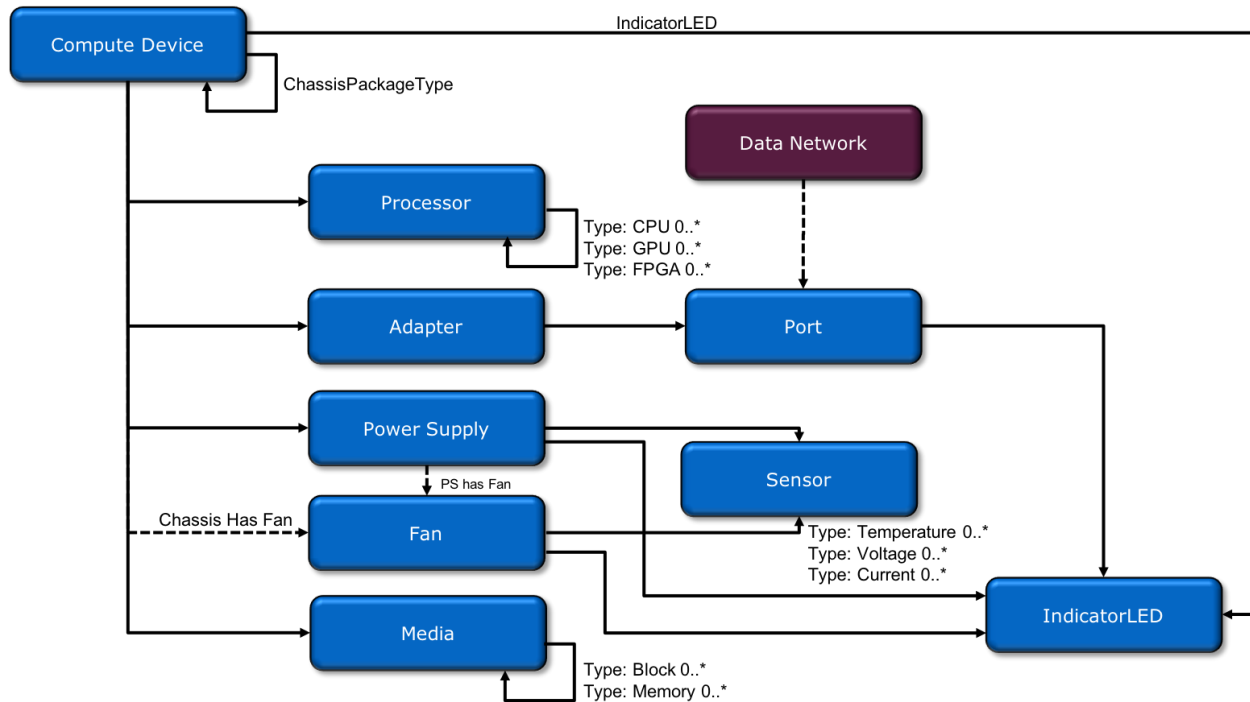 IndicatorLED
Compute Device
ChassisPackageType
Data Network
Processor
Type: CPU 0..*
Type: GPU 0..*
Type: FPGA 0..*
Adapter
Port
Power Supply
PS has Fan
Sensor
Chassis Has Fan
Fan
Type: Temperature 0..*
Type: Voltage 0..*
Type: Current 0..*
IndicatorLED
Media
Type: Block 0..*
Type: Memory 0..*